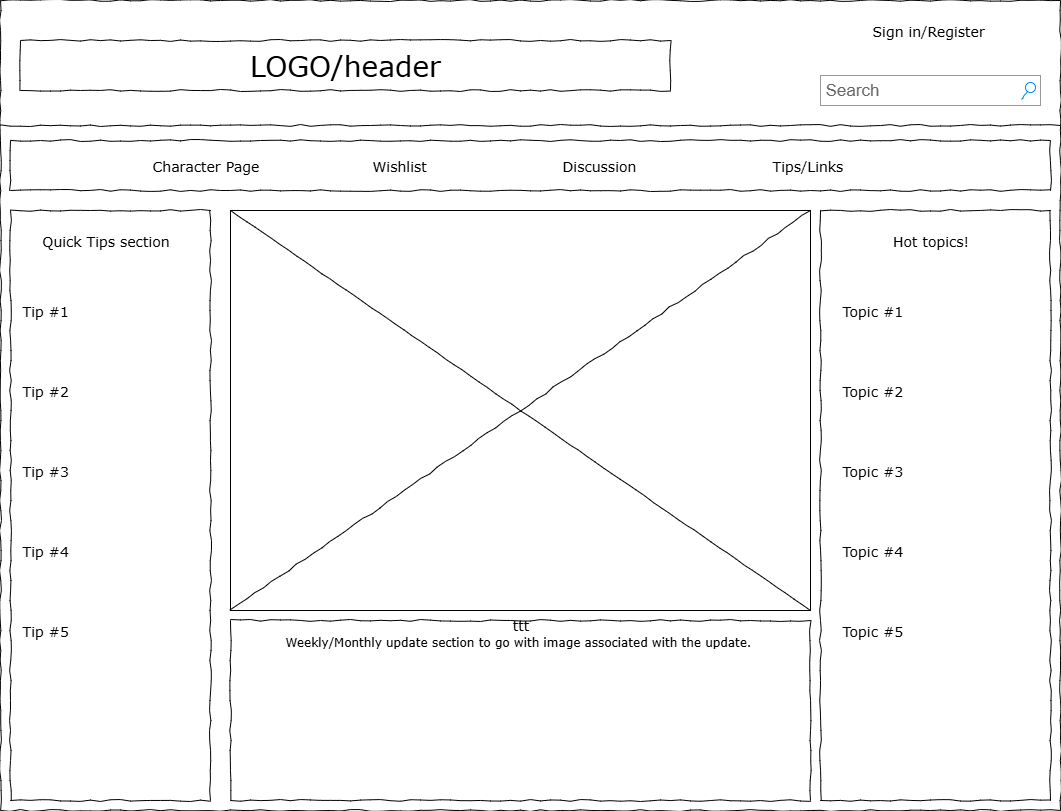 Sign in/Register
LOGO/header
Search
Character Page
Wishlist
Discussion
Tips/Links
Quick Tips section
Tip #1
Tip #2
Tip #3
Tip #4
Tip #5
ttt
Weekly/Monthly update section to go with image associated with the update.
Hot topics!
Topic #1
Topic #2
Topic #3
Topic #4
Topic #5